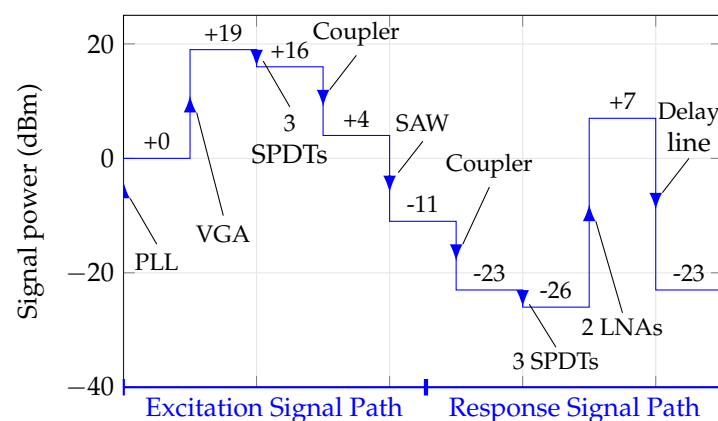 20
0
−20
−40
Signal power (dBm)
+0
+19
+16
+4
-11
-23
-26
+7
-23
PLL
VGA
3
SPDTs
Coupler
SAW
Coupler
3 SPDTs
2 LNAs
Delay
line
Excitation Signal Path
Response Signal Path